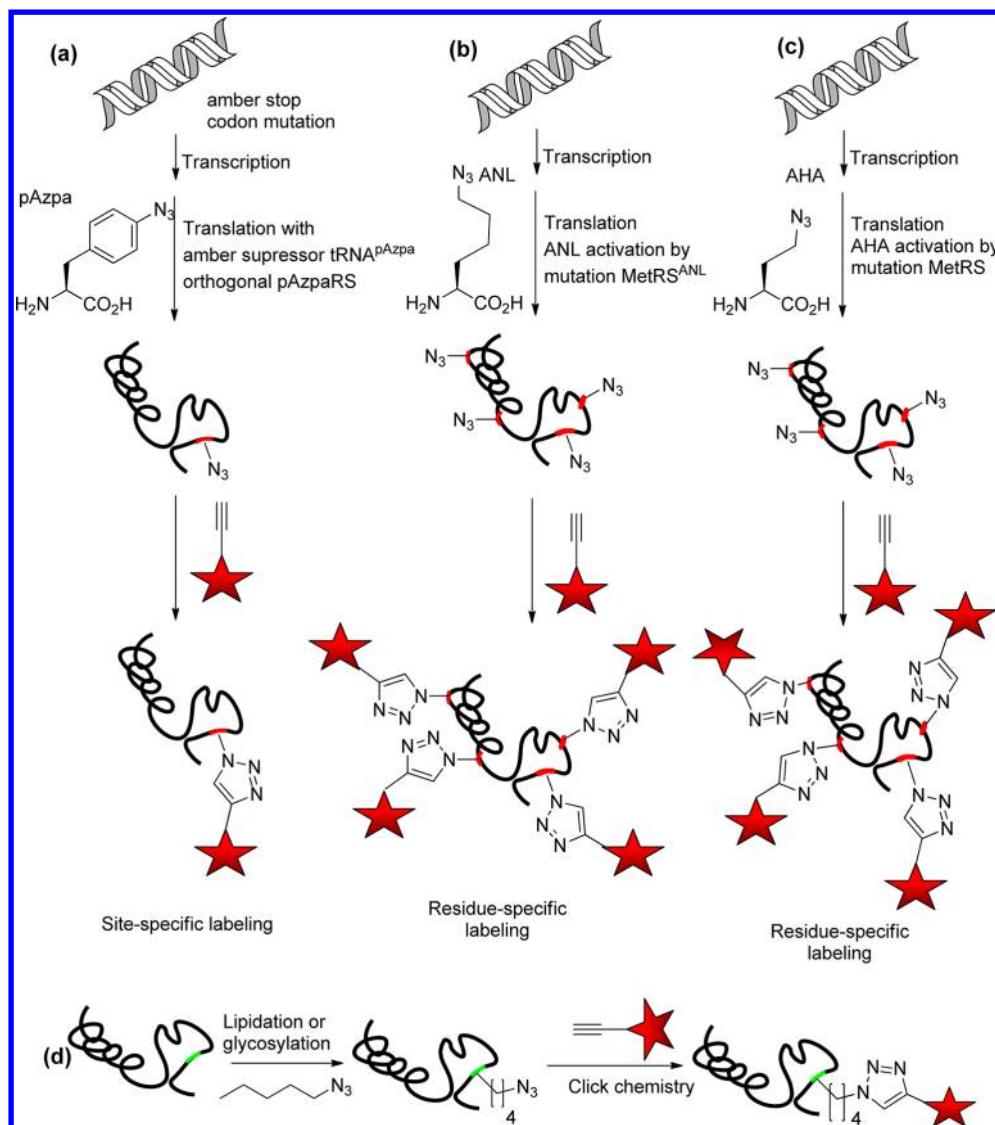 (a)
amber stop
codon mutation
Transcription
pAzpa
N3
H2N
CO2H
Translation with
amber supressor tRNApAzpa
orthogonal pAzpaRS
N3
N
N
N
Site-specific labeling
(b)
Transcription
N3 ANL
H2N
CO2H
Translation
ANL activation by
mutation MetRSANL
N3
N3
N3
N3
N
N
N
N
N
N
N
N
N
N
N
N
Residue-specific
labeling
(c)
Transcription
AHA
N3
H2N
CO2H
Translation
AHA activation by
mutation MetRS
N3
N3
N3
N3
N
N
N
N
N
N
N
N
N
N
N
N
Residue-specific
labeling
(d)
Lipidation or
glycosylation
N3
N3
4
Click chemistry
N
N
N
4